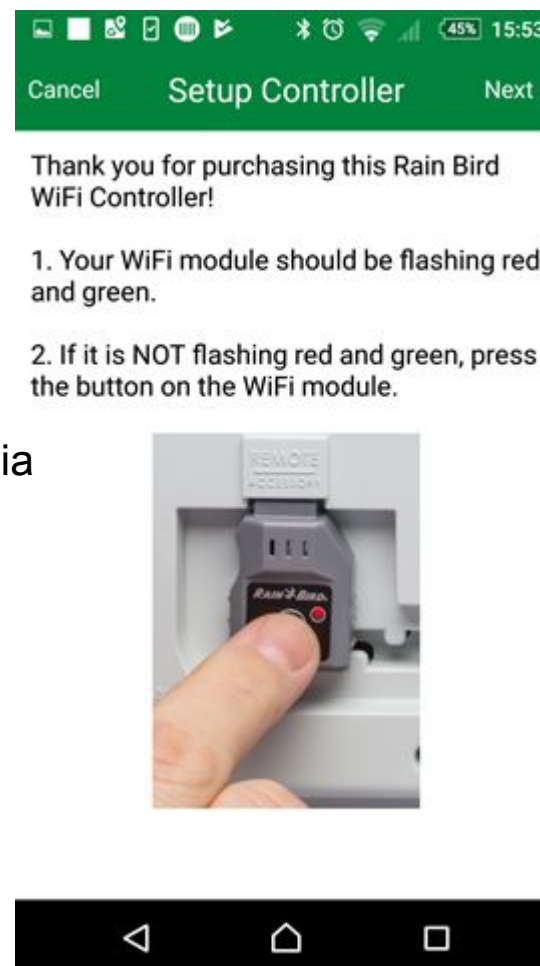 45% 15:53
Cancel Setup Controller Next
Thank you for purchasing this Rain Bird
WiFi Controller!
1. Your WiFi module should be flashing red
and green.
2. If it is NOT flashing red and green, press
the button on the WiFi module.
ia
REMOTE
ACCESSORY
RAIN BIRD